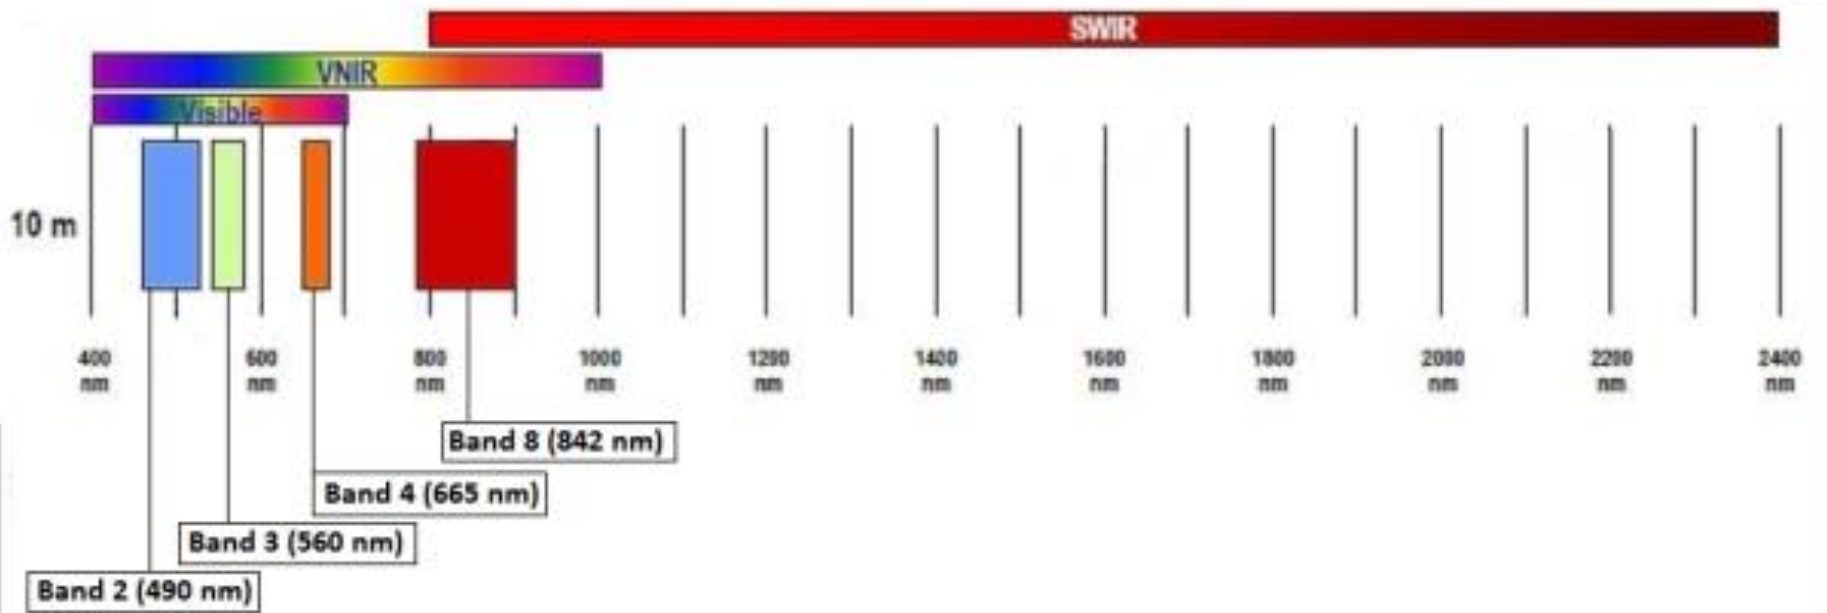 SWIR
VNIR
Visible
10 m
400 nm
600 nm
800 nm
1000 nm
1200 nm
1400 nm
1600 nm
1800 nm
2000 nm
2200 nm
2400 nm
Band 8 (842 nm)
Band 4 (665 nm)
Band 3 (560 nm)
Band 2 (490 nm)